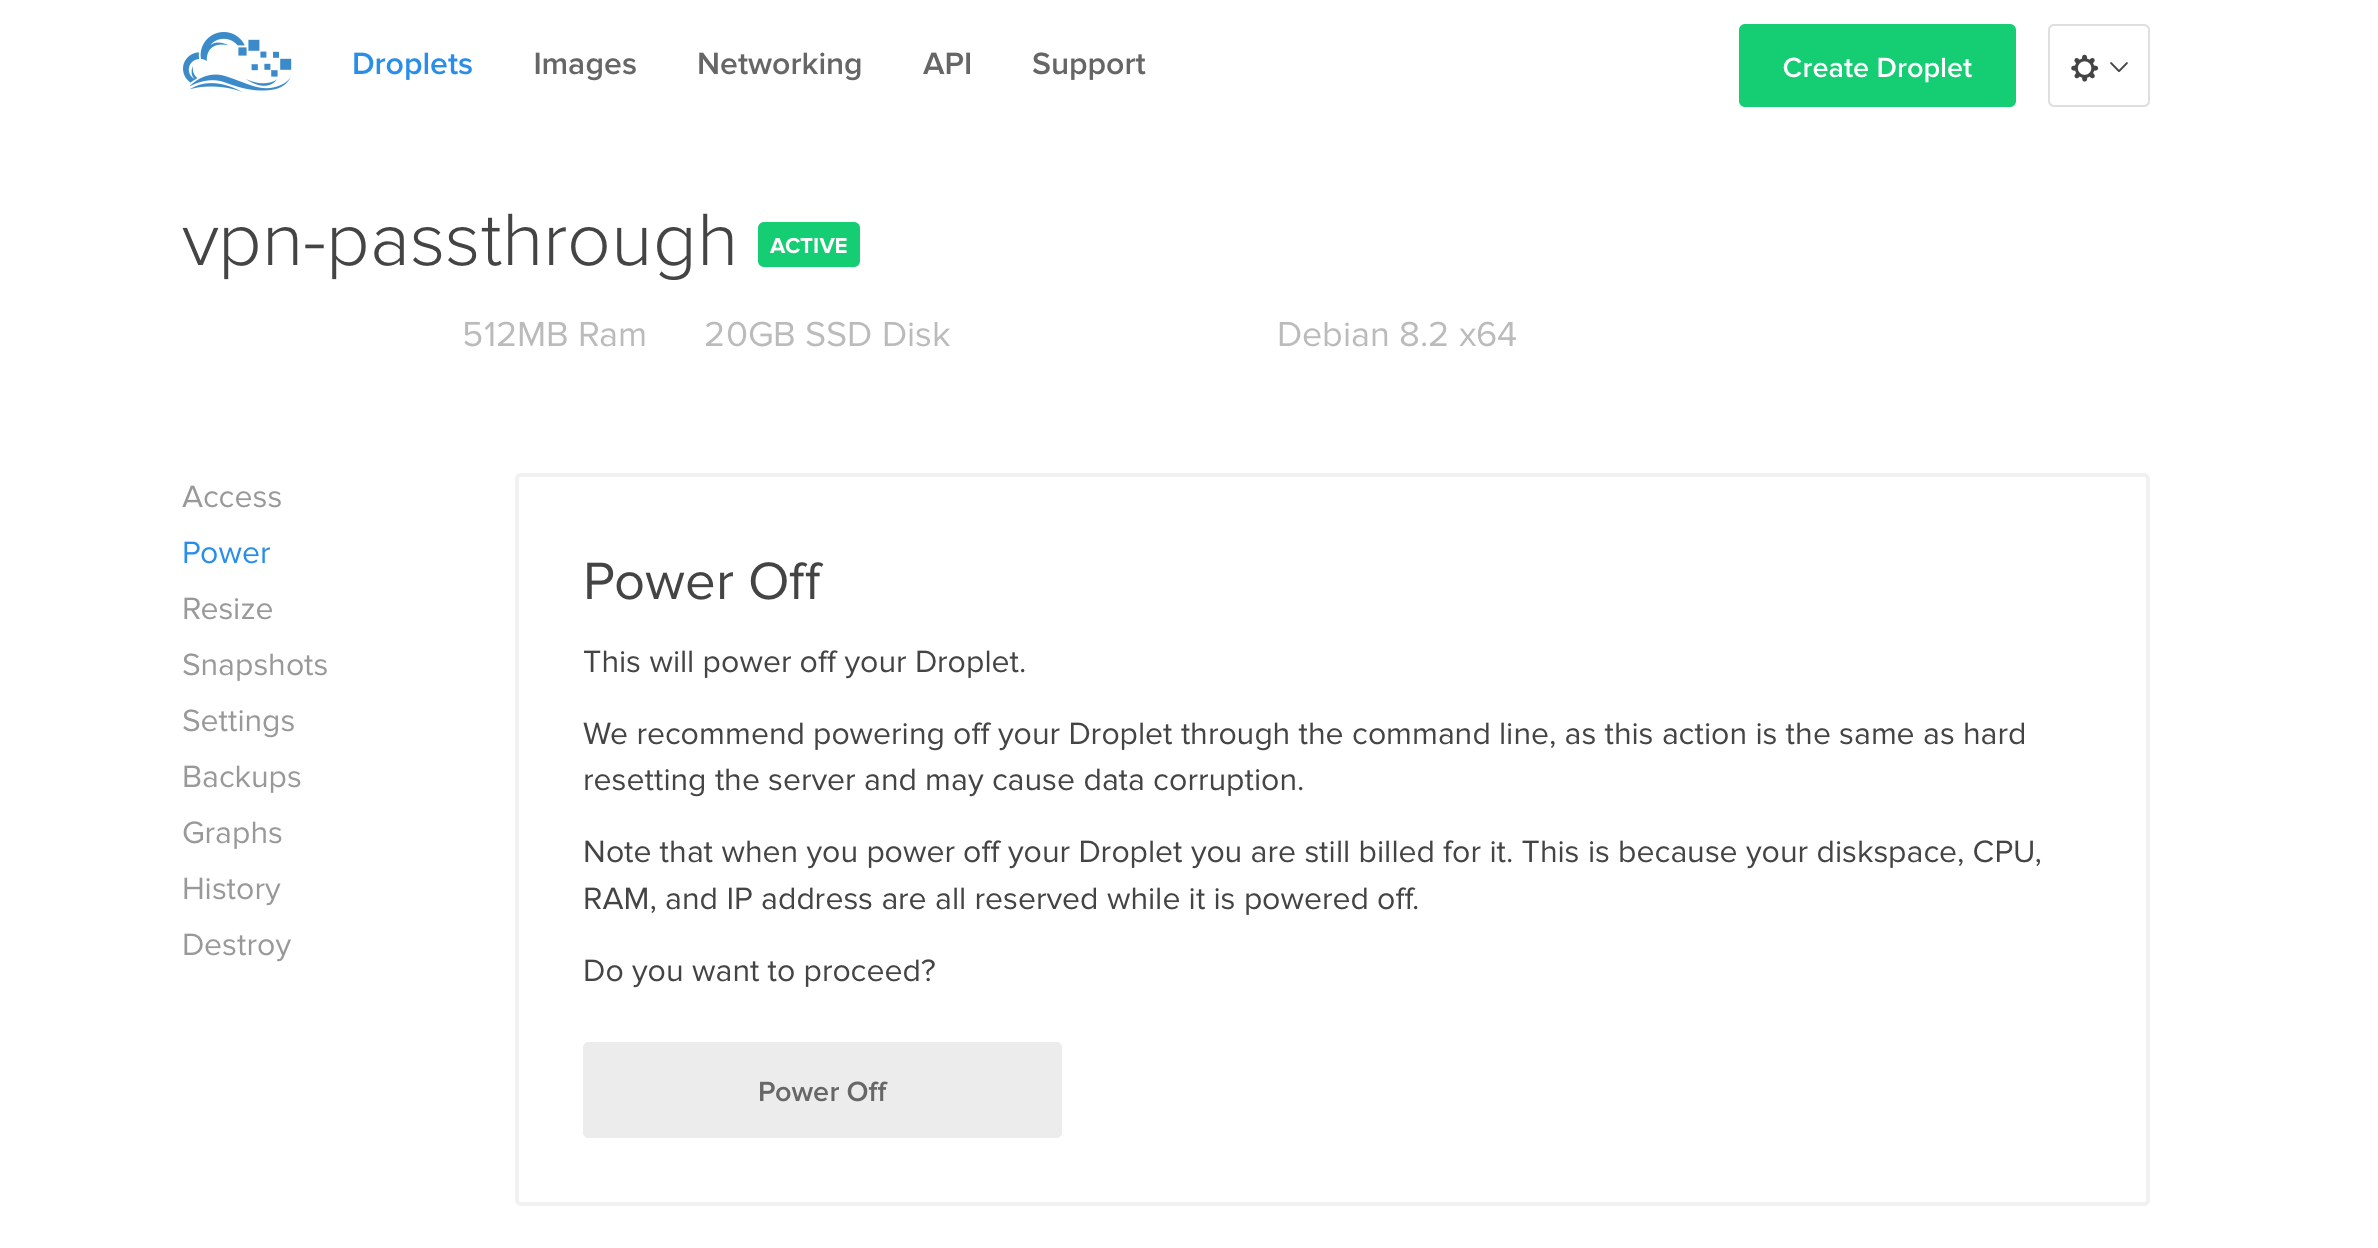 Droplets Images Networking API Support Create Droplet
vpn-passthrough ACTIVE
512MB Ram 20GB SSD Disk Debian 8.2 x64
Access
Power
Resize
Snapshots
Settings
Backups
Graphs
History
Destroy
Power Off
This will power off your Droplet.
We recommend powering off your Droplet through the command line, as this action is the same as hard
resetting the server and may cause data corruption.
Note that when you power off your Droplet you are still billed for it. This is because your diskspace, CPU,
RAM, and IP address are all reserved while it is powered off.
Do you want to proceed?
Power Off